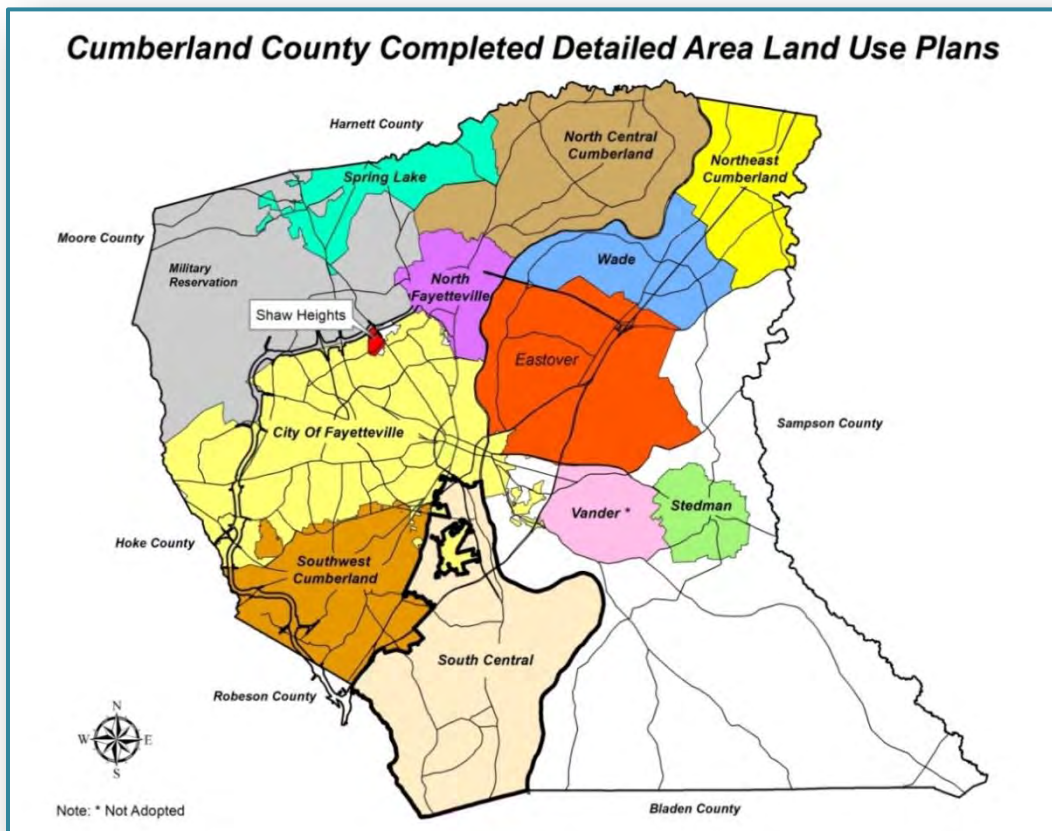 Cumberland County Completed Detailed Area Land Use Plans
Harnett County
North Central
Cumberland
Northeast
Cumberland
Spring Lake
Moore County
Military
Reservation
Wade
North
Fayetteville
Shaw Heights
Eastover
City Of Fayetteville
Sampson County
Vander *
Stedman
Hoke County
Southwest
Cumberland
South Central
Robeson County
N
W
E
S
Note: * Not Adopted
Bladen County